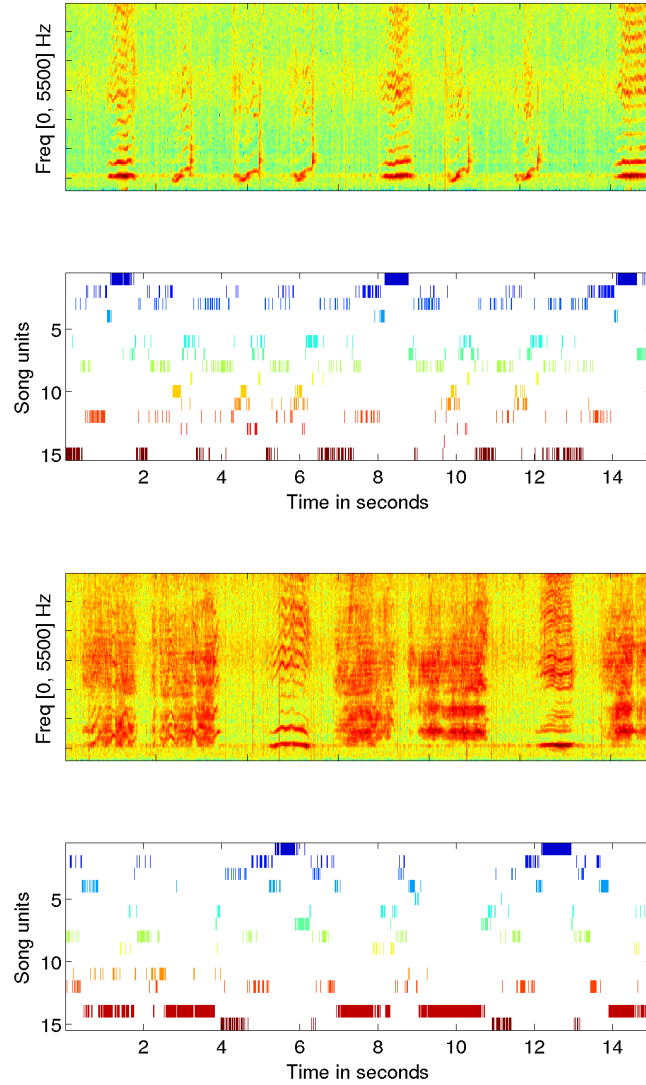 Freq [0, 5500] Hz
Song units
5
10
15
2 4 6 8 10 12 14
Time in seconds
Freq [0, 5500] Hz
Song units
5
10
15
2 4 6 8 10 12 14
Time in seconds